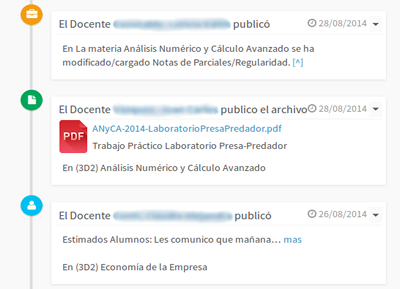 El Docente publicó 28/08/2014
En La materia Análisis Numérico y Cálculo Avanzado se ha
modificado/cargado Notas de Parciales/Regularidad. [^]
El Docente publico el archivo 28/08/2014
PDF
ANyCA-2014-LaboratorioPresaPredador.pdf
Trabajo Práctico Laboratorio Presa-Predador
En (3D2) Análisis Numérico y Cálculo Avanzado
El Docente publicó 26/08/2014
Estimados Alumnos: Les comunico que mañana... mas
En (3D2) Economía de la Empresa